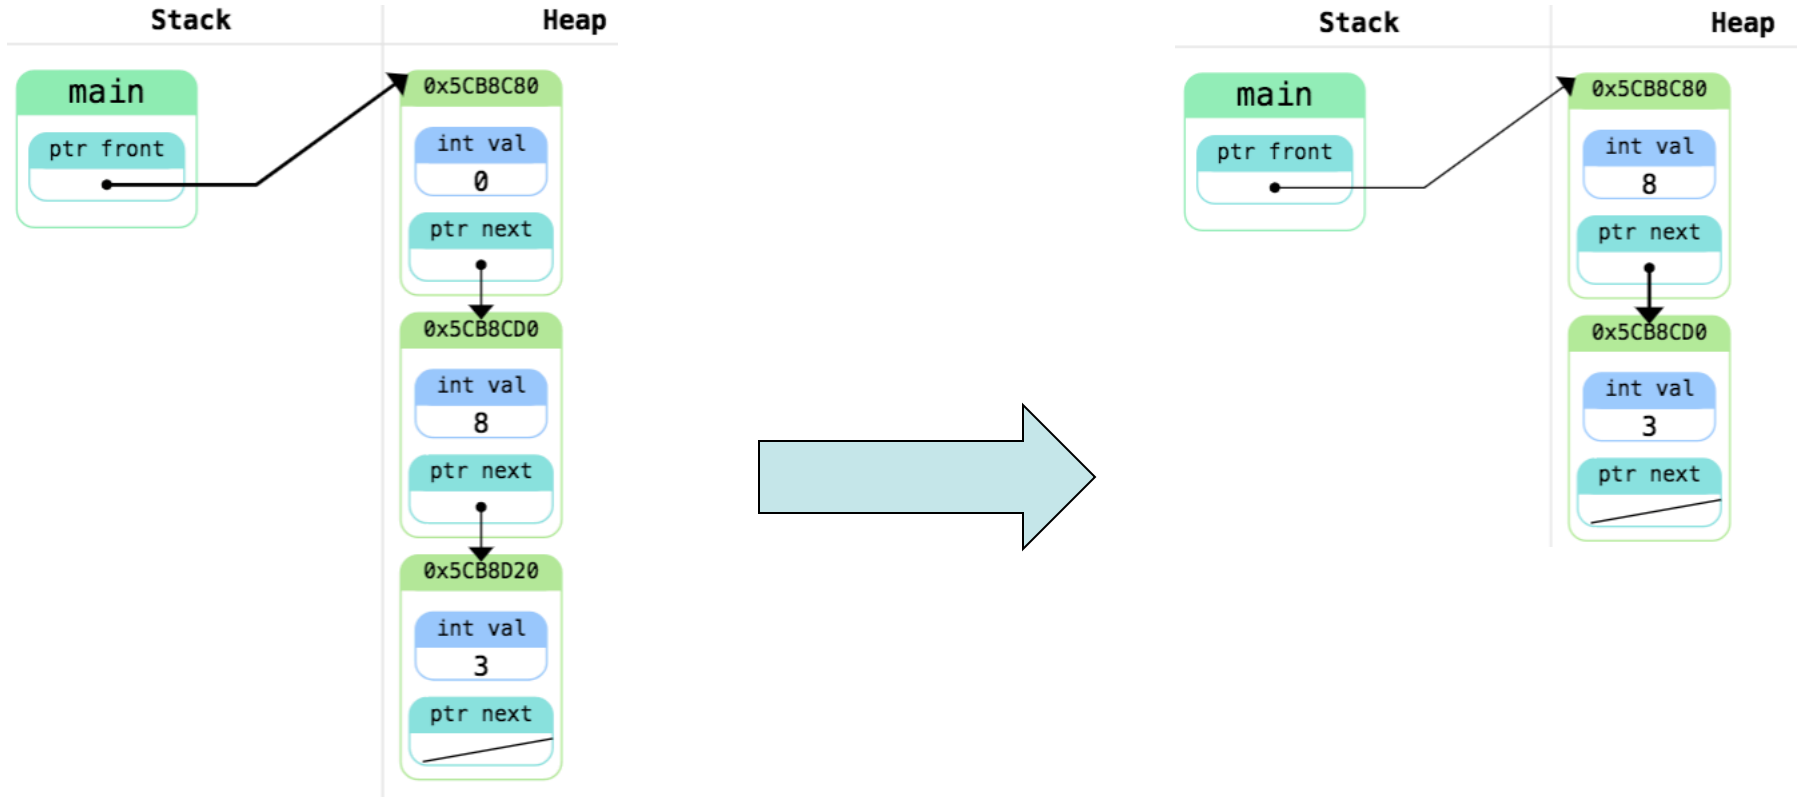 Stack
Heap
main
ptr front
0x5CB8C80
int val
0
ptr next
0x5CB8CD0
int val
8
ptr next
0x5CB8D20
int val
3
ptr next
Stack
Heap
main
ptr front
0x5CB8C80
int val
8
ptr next
0x5CB8CD0
int val
3
ptr next